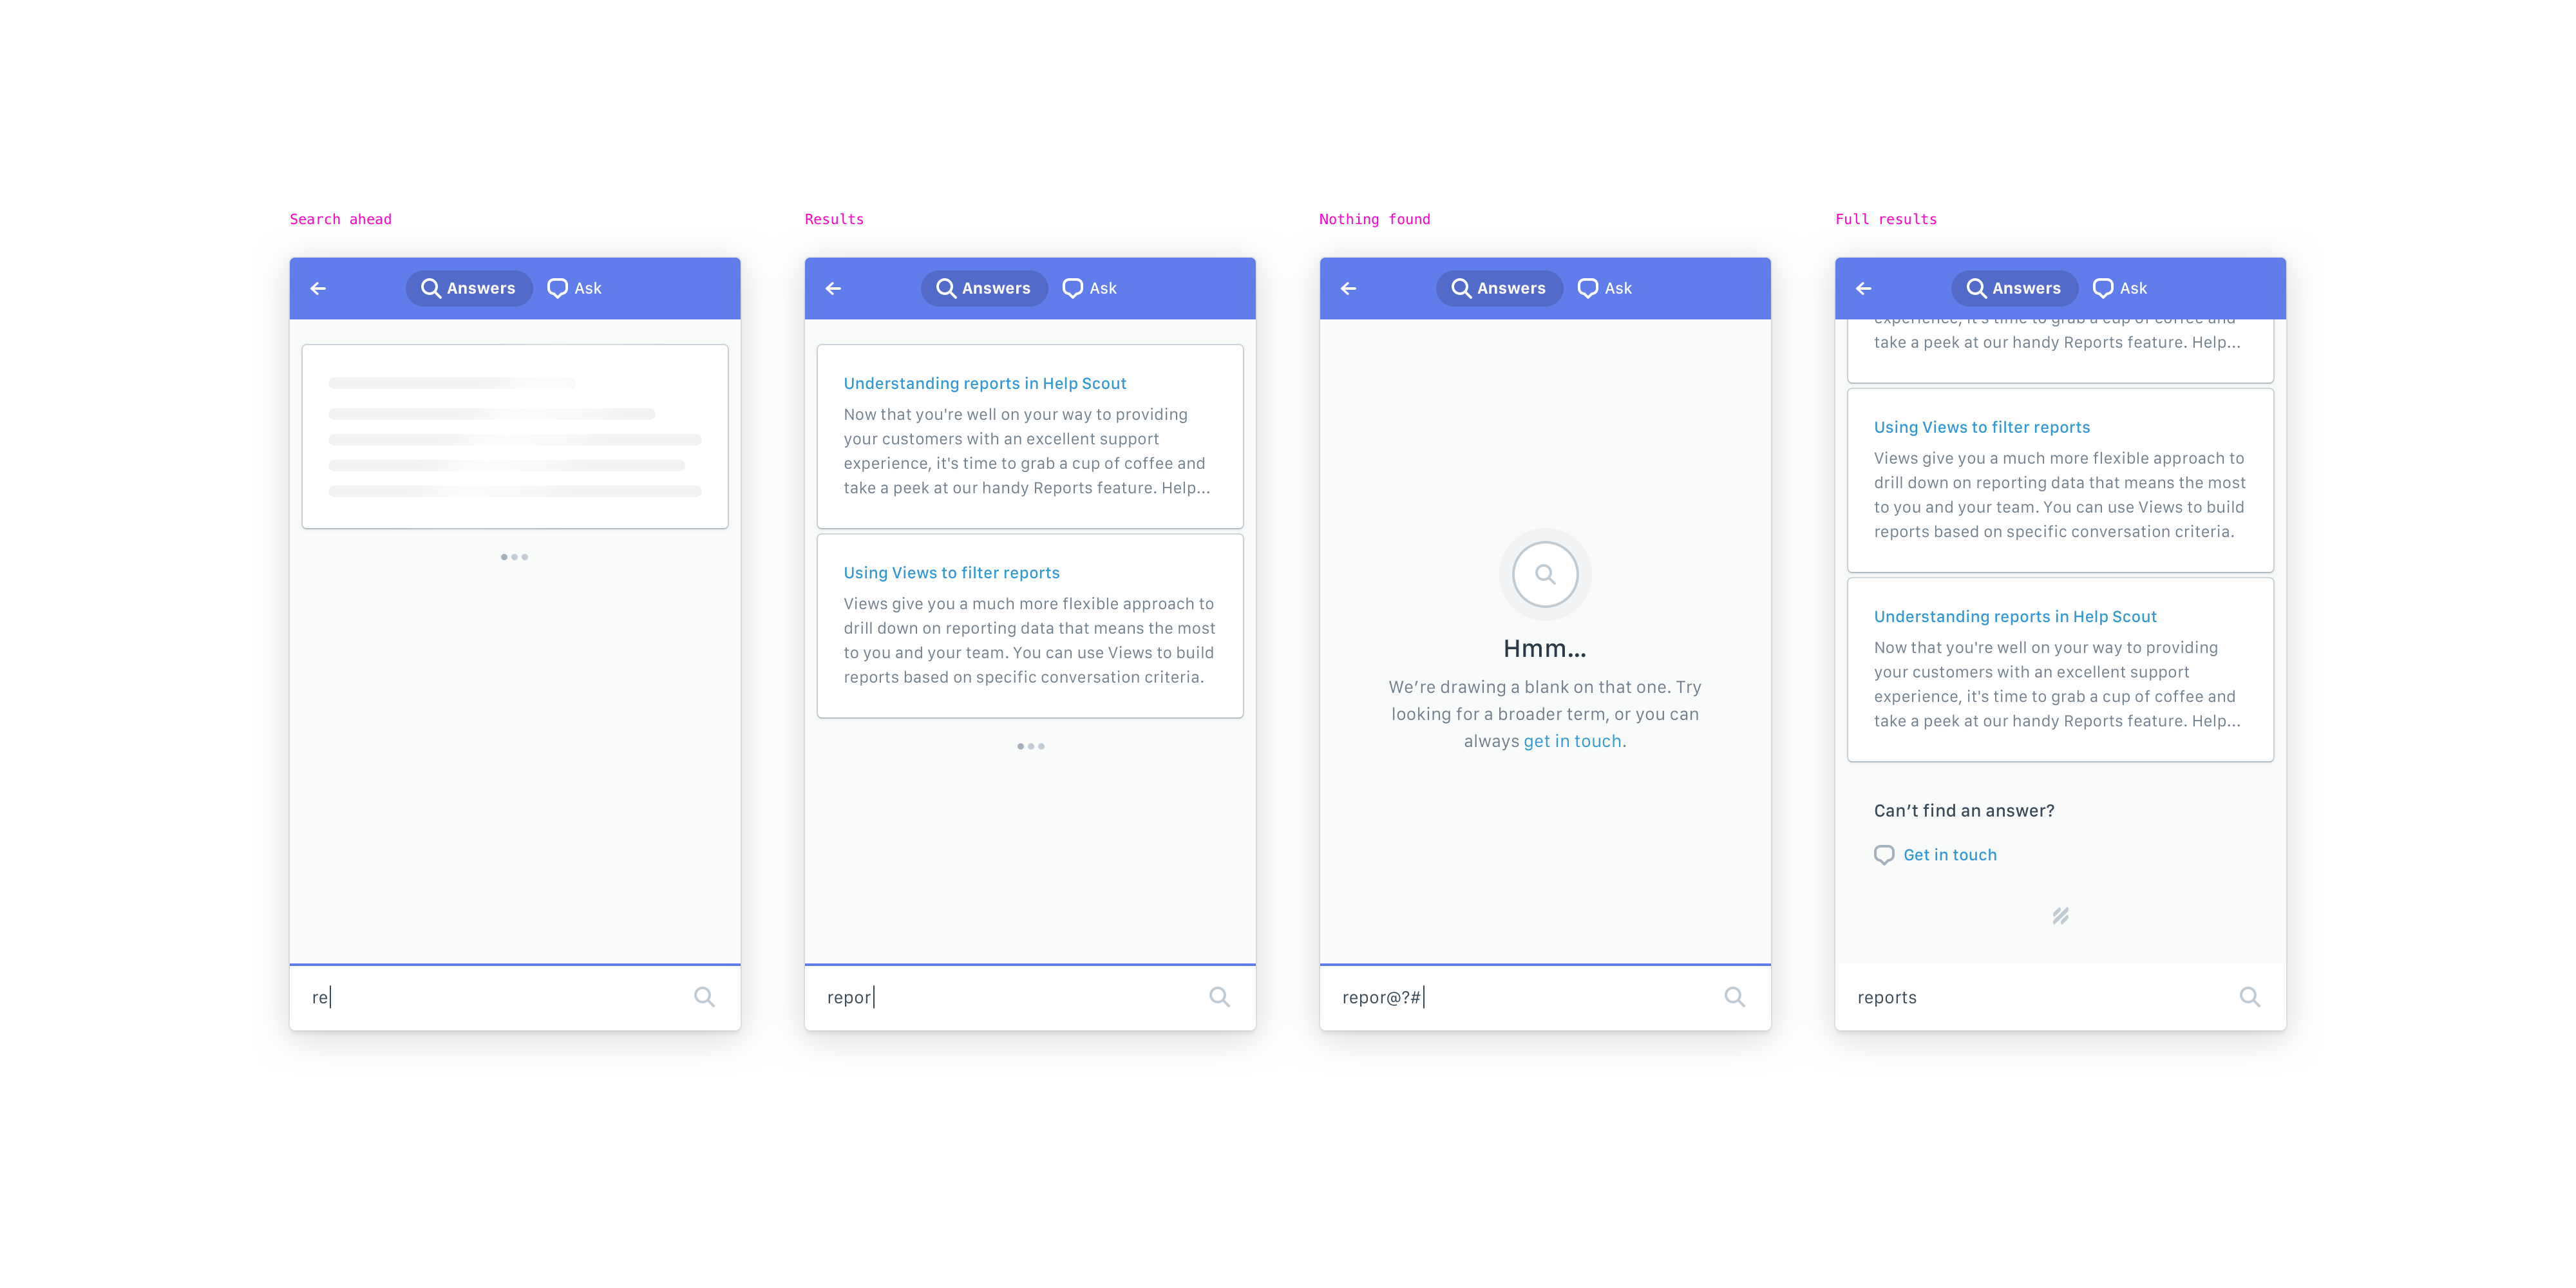 Search ahead
Answers
Ask
re
Results
Answers
Ask
Understanding reports in Help Scout
Now that you're well on your way to providing
your customers with an excellent support
experience, it's time to grab a cup of coffee and
take a peek at our handy Reports feature. Help...
Using Views to filter reports
Views give you a much more flexible approach to
drill down on reporting data that means the most
to you and your team. You can use Views to build
reports based on specific conversation criteria.
repor
Nothing found
Answers
Ask
Hmm...
We’re drawing a blank on that one. Try
looking for a broader term, or you can
always get in touch.
repor@?#
Full results
Answers
Ask
experience, it's time to grab a cup of coffee and
take a peek at our handy Reports feature. Help...
Using Views to filter reports
Views give you a much more flexible approach to
drill down on reporting data that means the most
to you and your team. You can use Views to build
reports based on specific conversation criteria.
Understanding reports in Help Scout
Now that you're well on your way to providing
your customers with an excellent support
experience, it's time to grab a cup of coffee and
take a peek at our handy Reports feature. Help...
Can’t find an answer?
Get in touch
reports